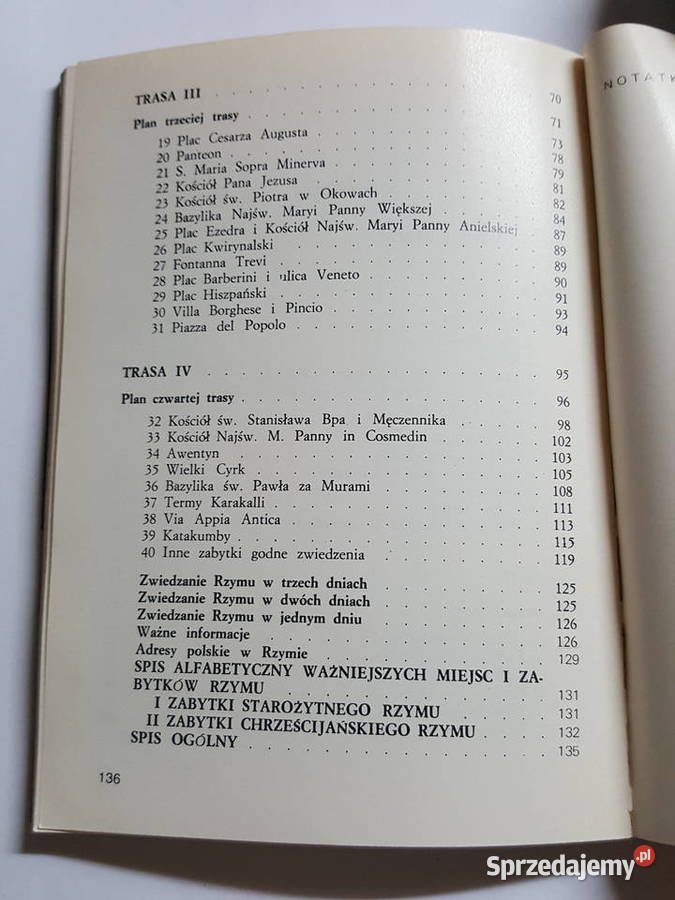 TRASA III . . . . . . . . . . 70
Plan trzeciej trasy . . . . . . . . . . 71
19 Plac Cesarza Augusta . . . . . . . . 73
20 Panteon . . . . . . . . . . 78
21 S. Maria Sopra Minerva . . . . . . . . 79
22 Kościół Pana Jezusa . . . . . . . . 81
23 Kościół św. Piotra w Okowach . . . . . . 82
24 Bazylika Najśw. Maryi Panny Większej . . . . 84
25 Plac Ezedra i Kościół Najśw. Maryi Panny Anielskiej . 87
26 Plac Kwirynalski . . . . . . . . 89
27 Fontanna Trevi . . . . . . . . 89
28 Plac Barberini i ulica Veneto . . . . . . 90
29 Plac Hiszpański . . . . . . . . 91
30 Villa Borghese i Pincio . . . . . . . 93
31 Piazza del Popolo . . . . . . . . 94
TRASA IV . . . . . . . . . . 95
Plan czwartej trasy . . . . . . . . . . 96
32 Kościół św. Stanisława Bpa i Męczennika . . . . 98
33 Kościół Najśw. M. Panny in Cosmedin . . . . 102
34 Awentyn . . . . . . . . . . 103
35 Wielki Cyrk . . . . . . . . . . 105
36 Bazylika św. Pawła za Murami . . . . . . 108
37 Termy Karakalli . . . . . . . . 111
38 Via Appia Antica . . . . . . . . 113
39 Katakumby . . . . . . . . . . 115
40 Inne zabytki godne zwiedzenia . . . . . . 119
Zwiedzanie Rzymu w trzech dniach . . . . . . 125
Zwiedzanie Rzymu w dwóch dniach . . . . . . 125
Zwiedzanie Rzymu w jednym dniu . . . . . . 126
Ważne informacje . . . . . . . . . . 126
Adresy polskie w Rzymie . . . . . . . . 129
SPIS ALFABETYCZNY WAŻNIEJSZYCH MIEJSC I ZA-
BYTKÓW RZYMU . . . . . . . . 131
I ZABYTKI STAROŻYTNEGO RZYMU . . . . 131
II ZABYTKI CHRZEŚCIJAŃSKIEGO RZYMU . . . . 132
SPIS OGÓLNY . . . . . . . . . . 135
136
Sprzedajemy.pl